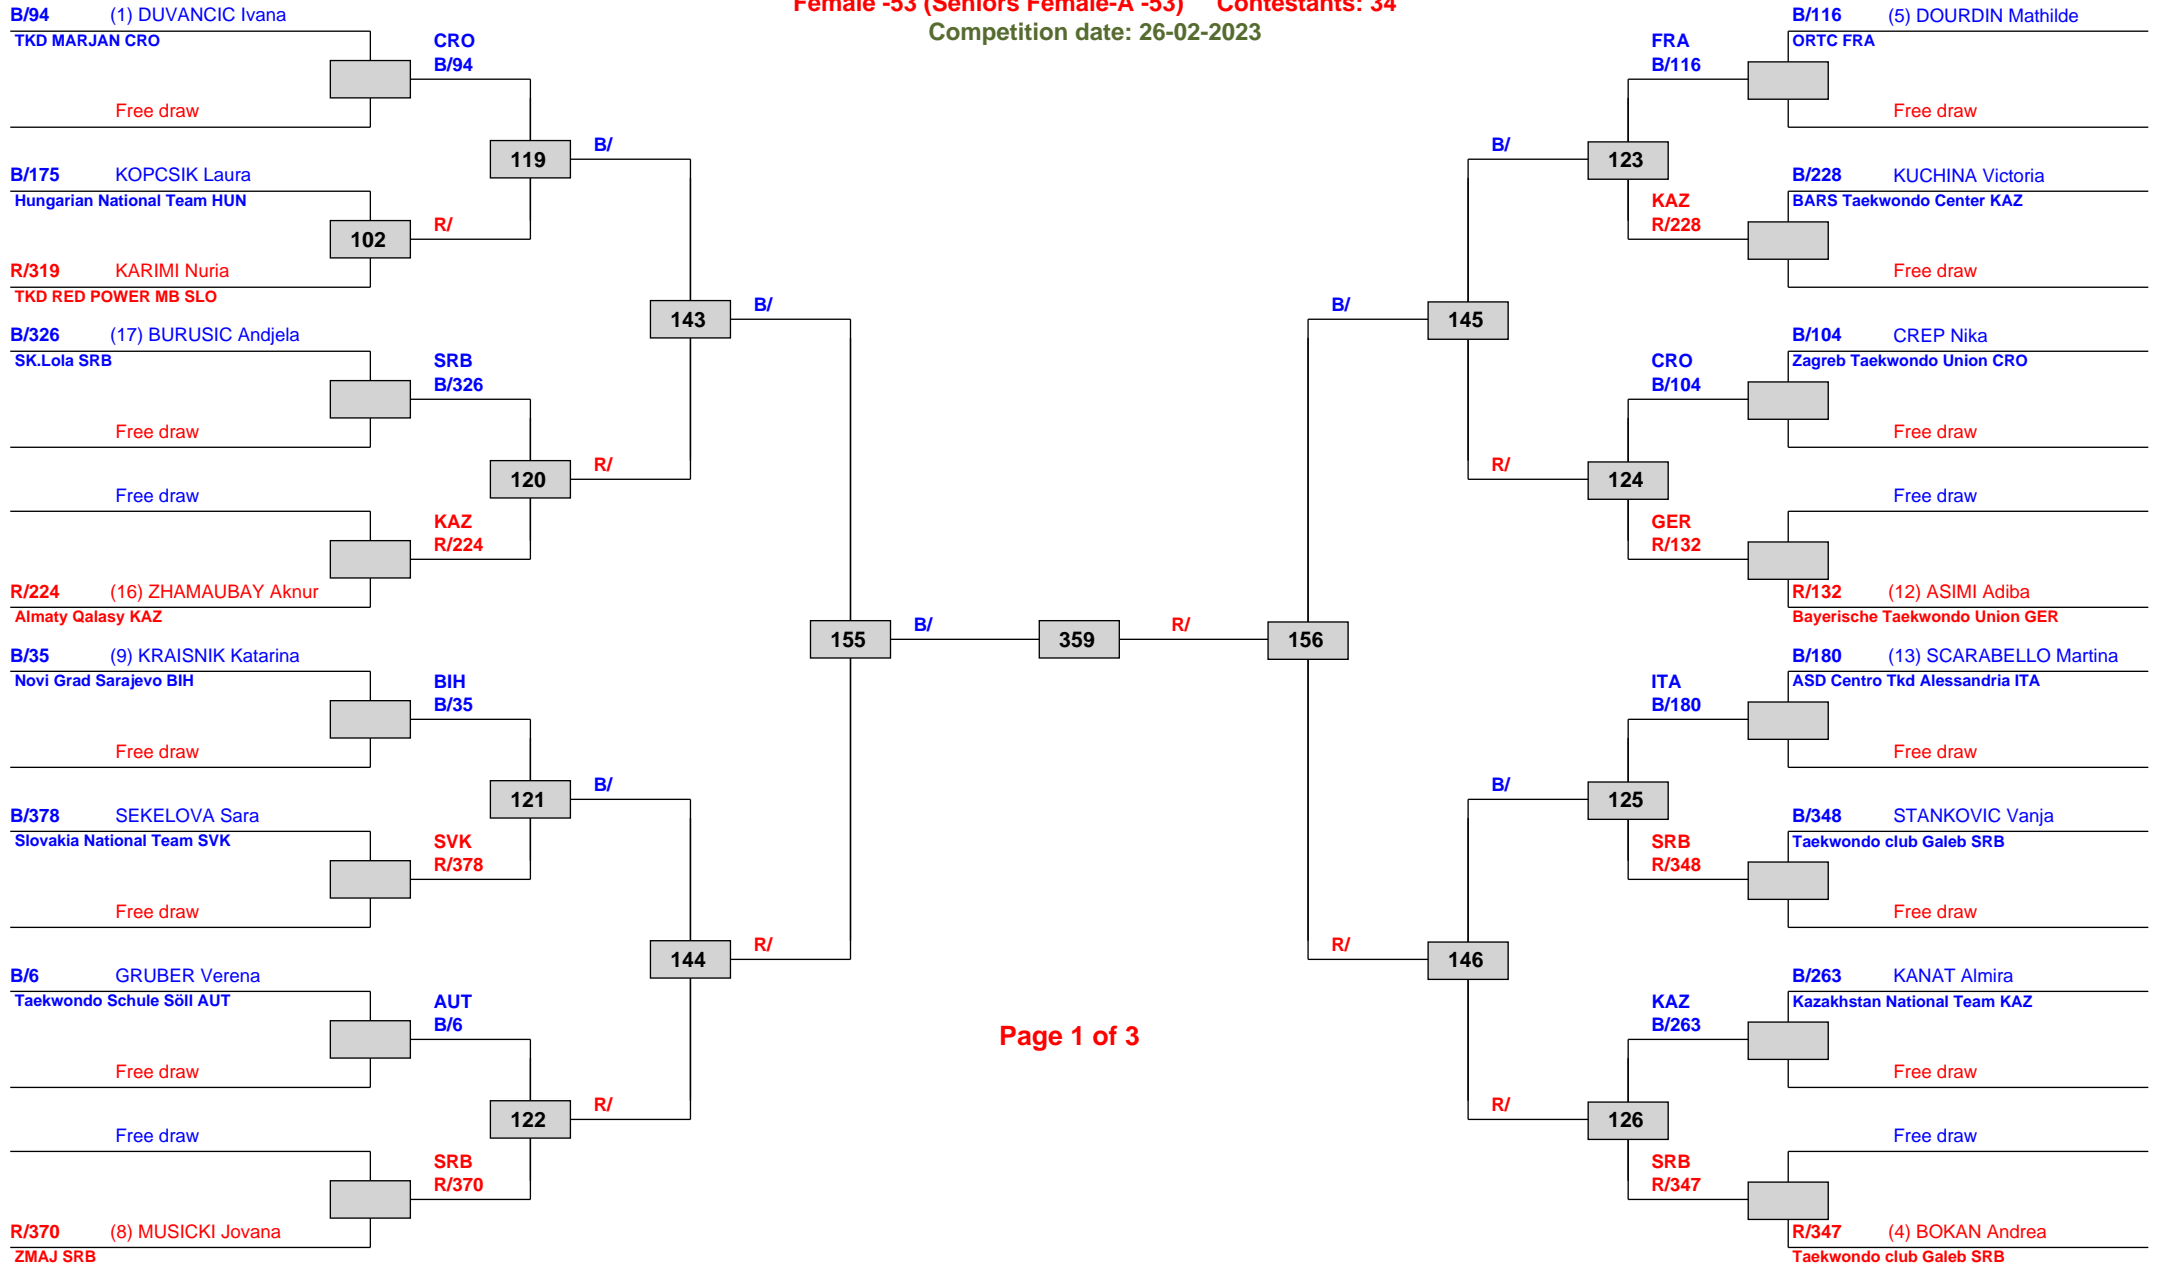 Female -53 (Seniors Female-A -53) Contestants: 34
Competition date: 26-02-2023
B/94 (1) DUVANCIC Ivana
TKD MARJAN CRO
Free draw
CRO
B/94
B/175 KOPCSIK Laura
Hungarian National Team HUN
102
R/
R/319 KARIMI Nuria
TKD RED POWER MB SLO
119
B/
B/326 (17) BURUSIC Andjela
SK.Lola SRB
Free draw
SRB
B/326
Free draw
KAZ
R/224
R/224 (16) ZHAMAUBAY Aknur
Almaty Qalasy KAZ
120
R/
143
B/
B/35 (9) KRAISNIK Katarina
Novi Grad Sarajevo BIH
Free draw
BIH
B/35
B/378 SEKELOVA Sara
Slovakia National Team SVK
Free draw
SVK
R/378
121
B/
B/6 GRUBER Verena
Taekwondo Schule Söll AUT
Free draw
AUT
B/6
Free draw
SRB
R/370
R/370 (8) MUSICKI Jovana
ZMAJ SRB
122
R/
144
R/
155
B/
359
R/
156
B/
145
B/
123
FRA
B/116
B/116 (5) DOURDIN Mathilde
ORTC FRA
Free draw
KAZ
R/228
B/228 KUCHINA Victoria
BARS Taekwondo Center KAZ
Free draw
R/
124
CRO
B/104
B/104 CREP Nika
Zagreb Taekwondo Union CRO
Free draw
Free draw
GER
R/132
R/132 (12) ASIMI Adiba
Bayerische Taekwondo Union GER
R/
146
B/
125
ITA
B/180
B/180 (13) SCARABELLO Martina
ASD Centro Tkd Alessandria ITA
Free draw
SRB
R/348
B/348 STANKOVIC Vanja
Taekwondo club Galeb SRB
Free draw
R/
126
KAZ
B/263
B/263 KANAT Almira
Kazakhstan National Team KAZ
Free draw
Free draw
SRB
R/347
R/347 (4) BOKAN Andrea
Taekwondo club Galeb SRB
Page 1 of 3